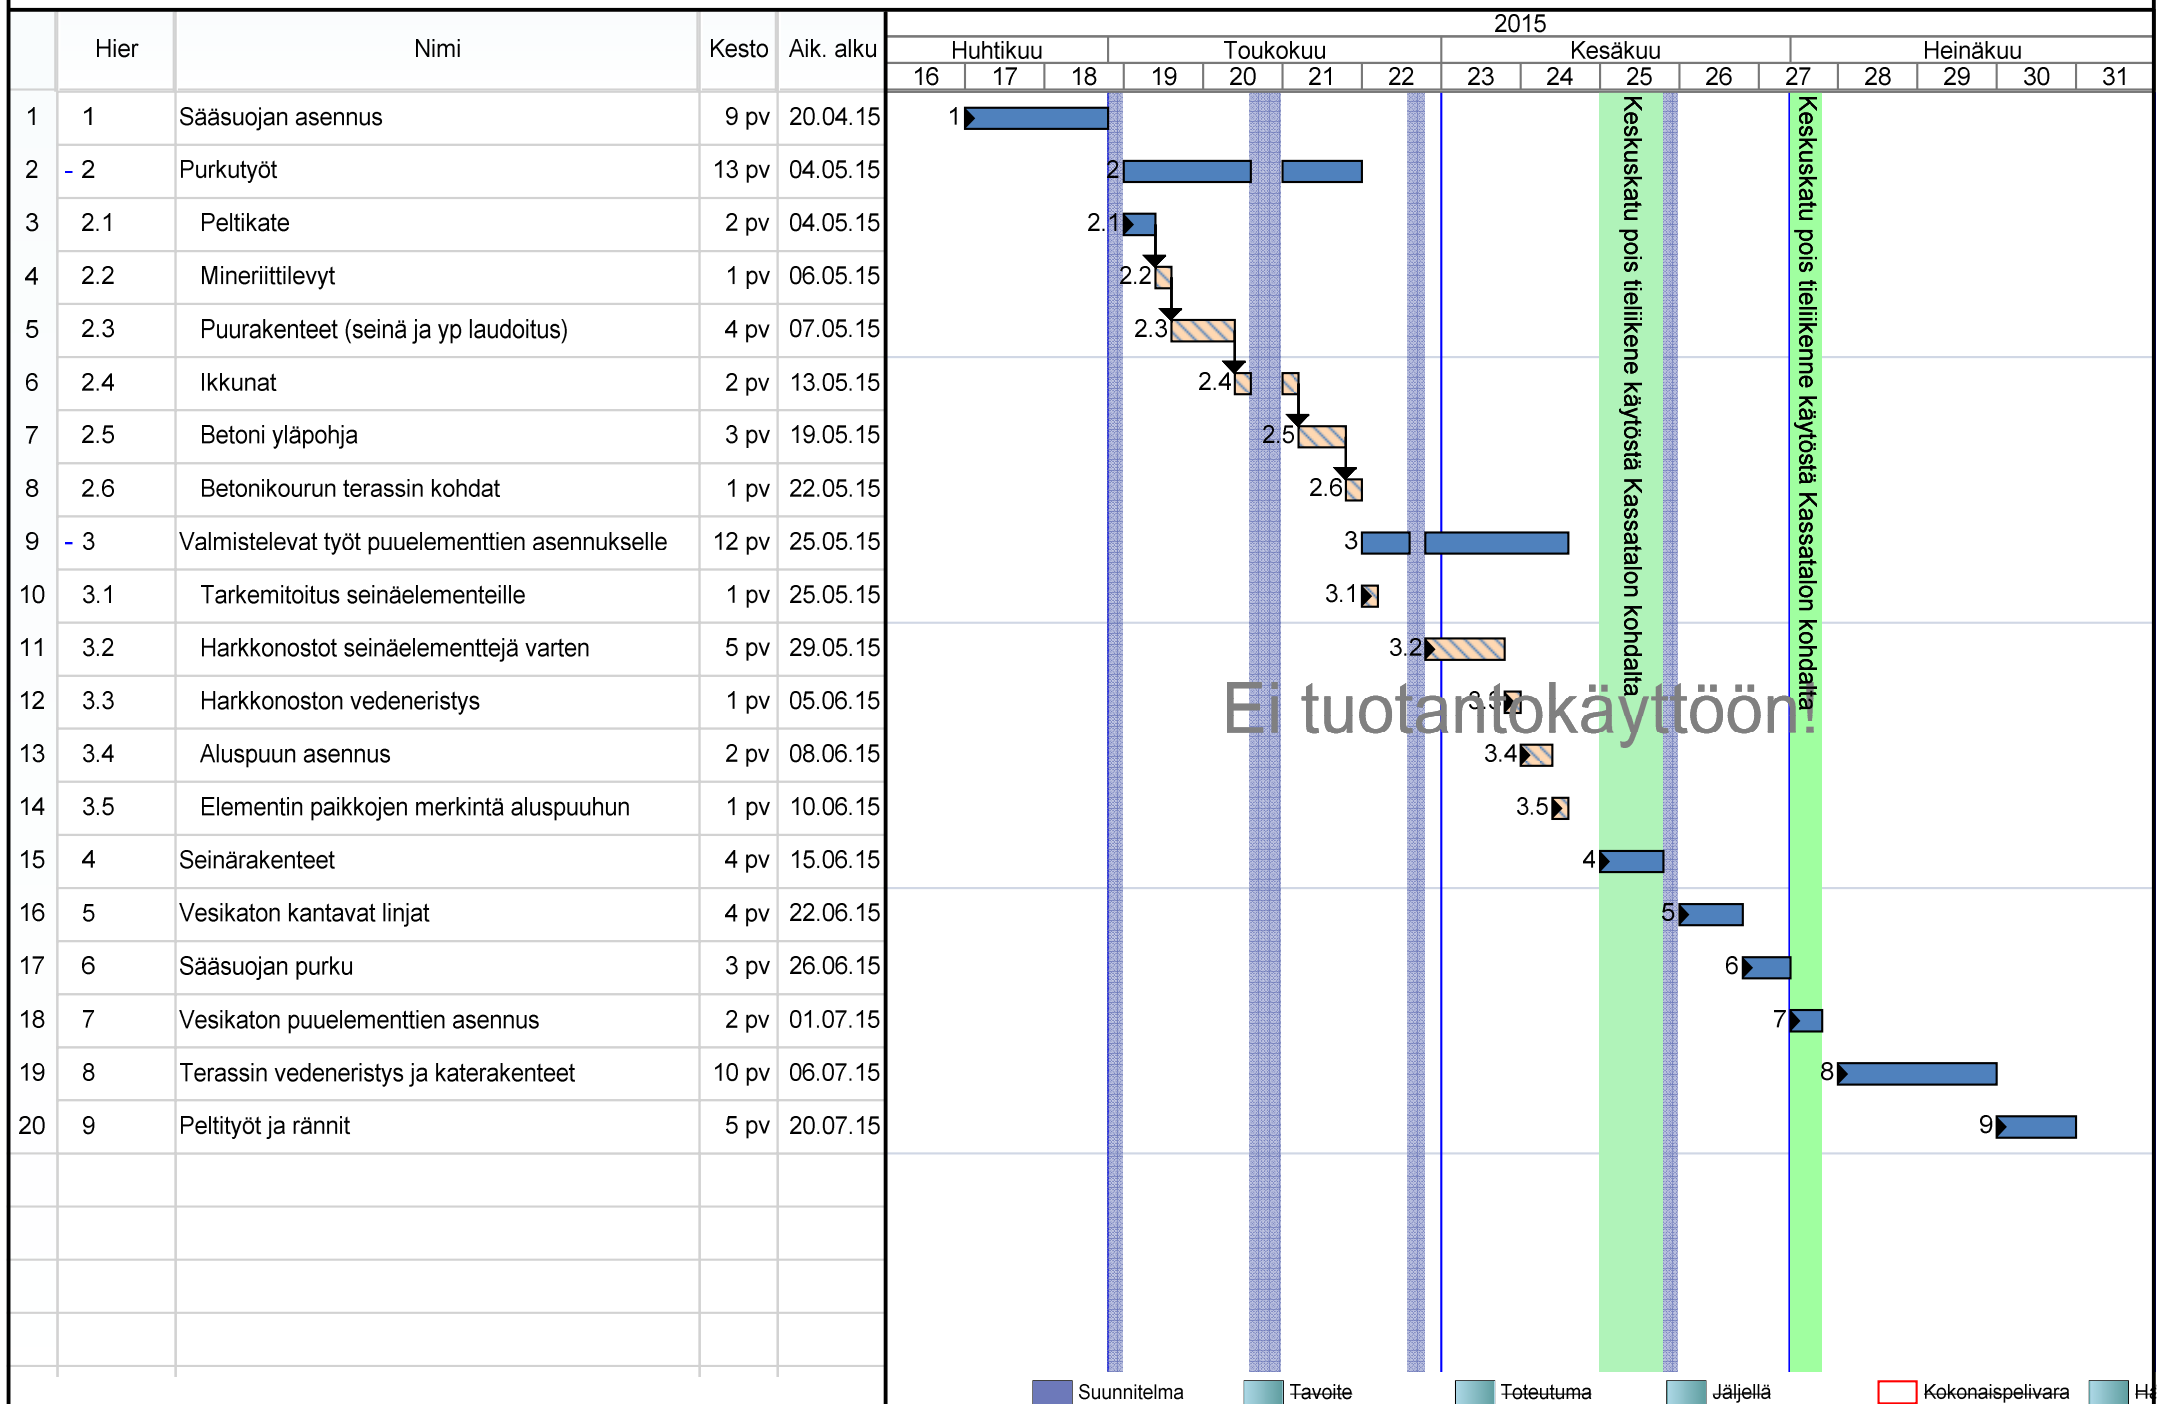 2015
Hier Nimi Kesto Aik. alku Huhtikuu Toukokuu Kesäkuu Heinäkuu
16 17 18 19 20 21 22 23 24 25 26 27 28 29 30 31
1 1 Sääsuojan asennus 9 pv 20.04.15 1
2 - 2 Purkutyöt 13 pv 04.05.15 2
3 2.1 Peltikate 2 pv 04.05.15 2.1
4 2.2 Mineriittilevyt 1 pv 06.05.15 2.2
5 2.3 Puurakenteet (seinä ja yp laudoitus) 4 pv 07.05.15 2.3
6 2.4 Ikkunat 2 pv 13.05.15 2.4
7 2.5 Betoni yläpohja 3 pv 19.05.15 2.5
8 2.6 Betonikourun terassin kohdat 1 pv 22.05.15 2.6
9 - 3 Valmistelevat työt puuelementtien asennukselle 12 pv 25.05.15 3
10 3.1 Tarkemitoitus seinäelementeille 1 pv 25.05.15 3.1
11 3.2 Harkkonostot seinäelementtejä varten 5 pv 29.05.15 3.2
12 3.3 Harkkonoston vedeneristys 1 pv 05.06.15 3.3
13 3.4 Aluspuun asennus 2 pv 08.06.15 3.4
14 3.5 Elementin paikkojen merkintä aluspuuhun 1 pv 10.06.15 3.5
15 4 Seinärakenteet 4 pv 15.06.15 4
16 5 Vesikaton kantavat linjat 4 pv 22.06.15 5
17 6 Sääsuojan purku 3 pv 26.06.15 6
18 7 Vesikaton puuelementtien asennus 2 pv 01.07.15 7
19 8 Terassin vedeneristys ja katerakenteet 10 pv 06.07.15 8
20 9 Peltityöt ja rännit 5 pv 20.07.15 9
Keskuskatu pois tieliikene käytöstä Kassatalon kohdalta
Keskuskatu pois tieliikenne käytöstä Kassatalon kohdalta
Ei tuotantokäyttöön!
Suunnitelma Tavoite Toteutuma Jäljellä Kokonaispelivara